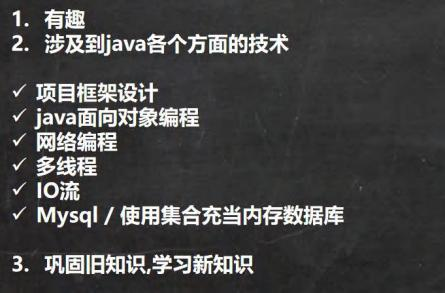 1. 有趣
2. 涉及到java各个方面的技术
✓ 项目框架设计
✓ java面向对象编程
✓ 网络编程
✓ 多线程
✓ IO流
✓ Mysql / 使用集合充当内存数据库
3. 巩固旧知识,学习新知识